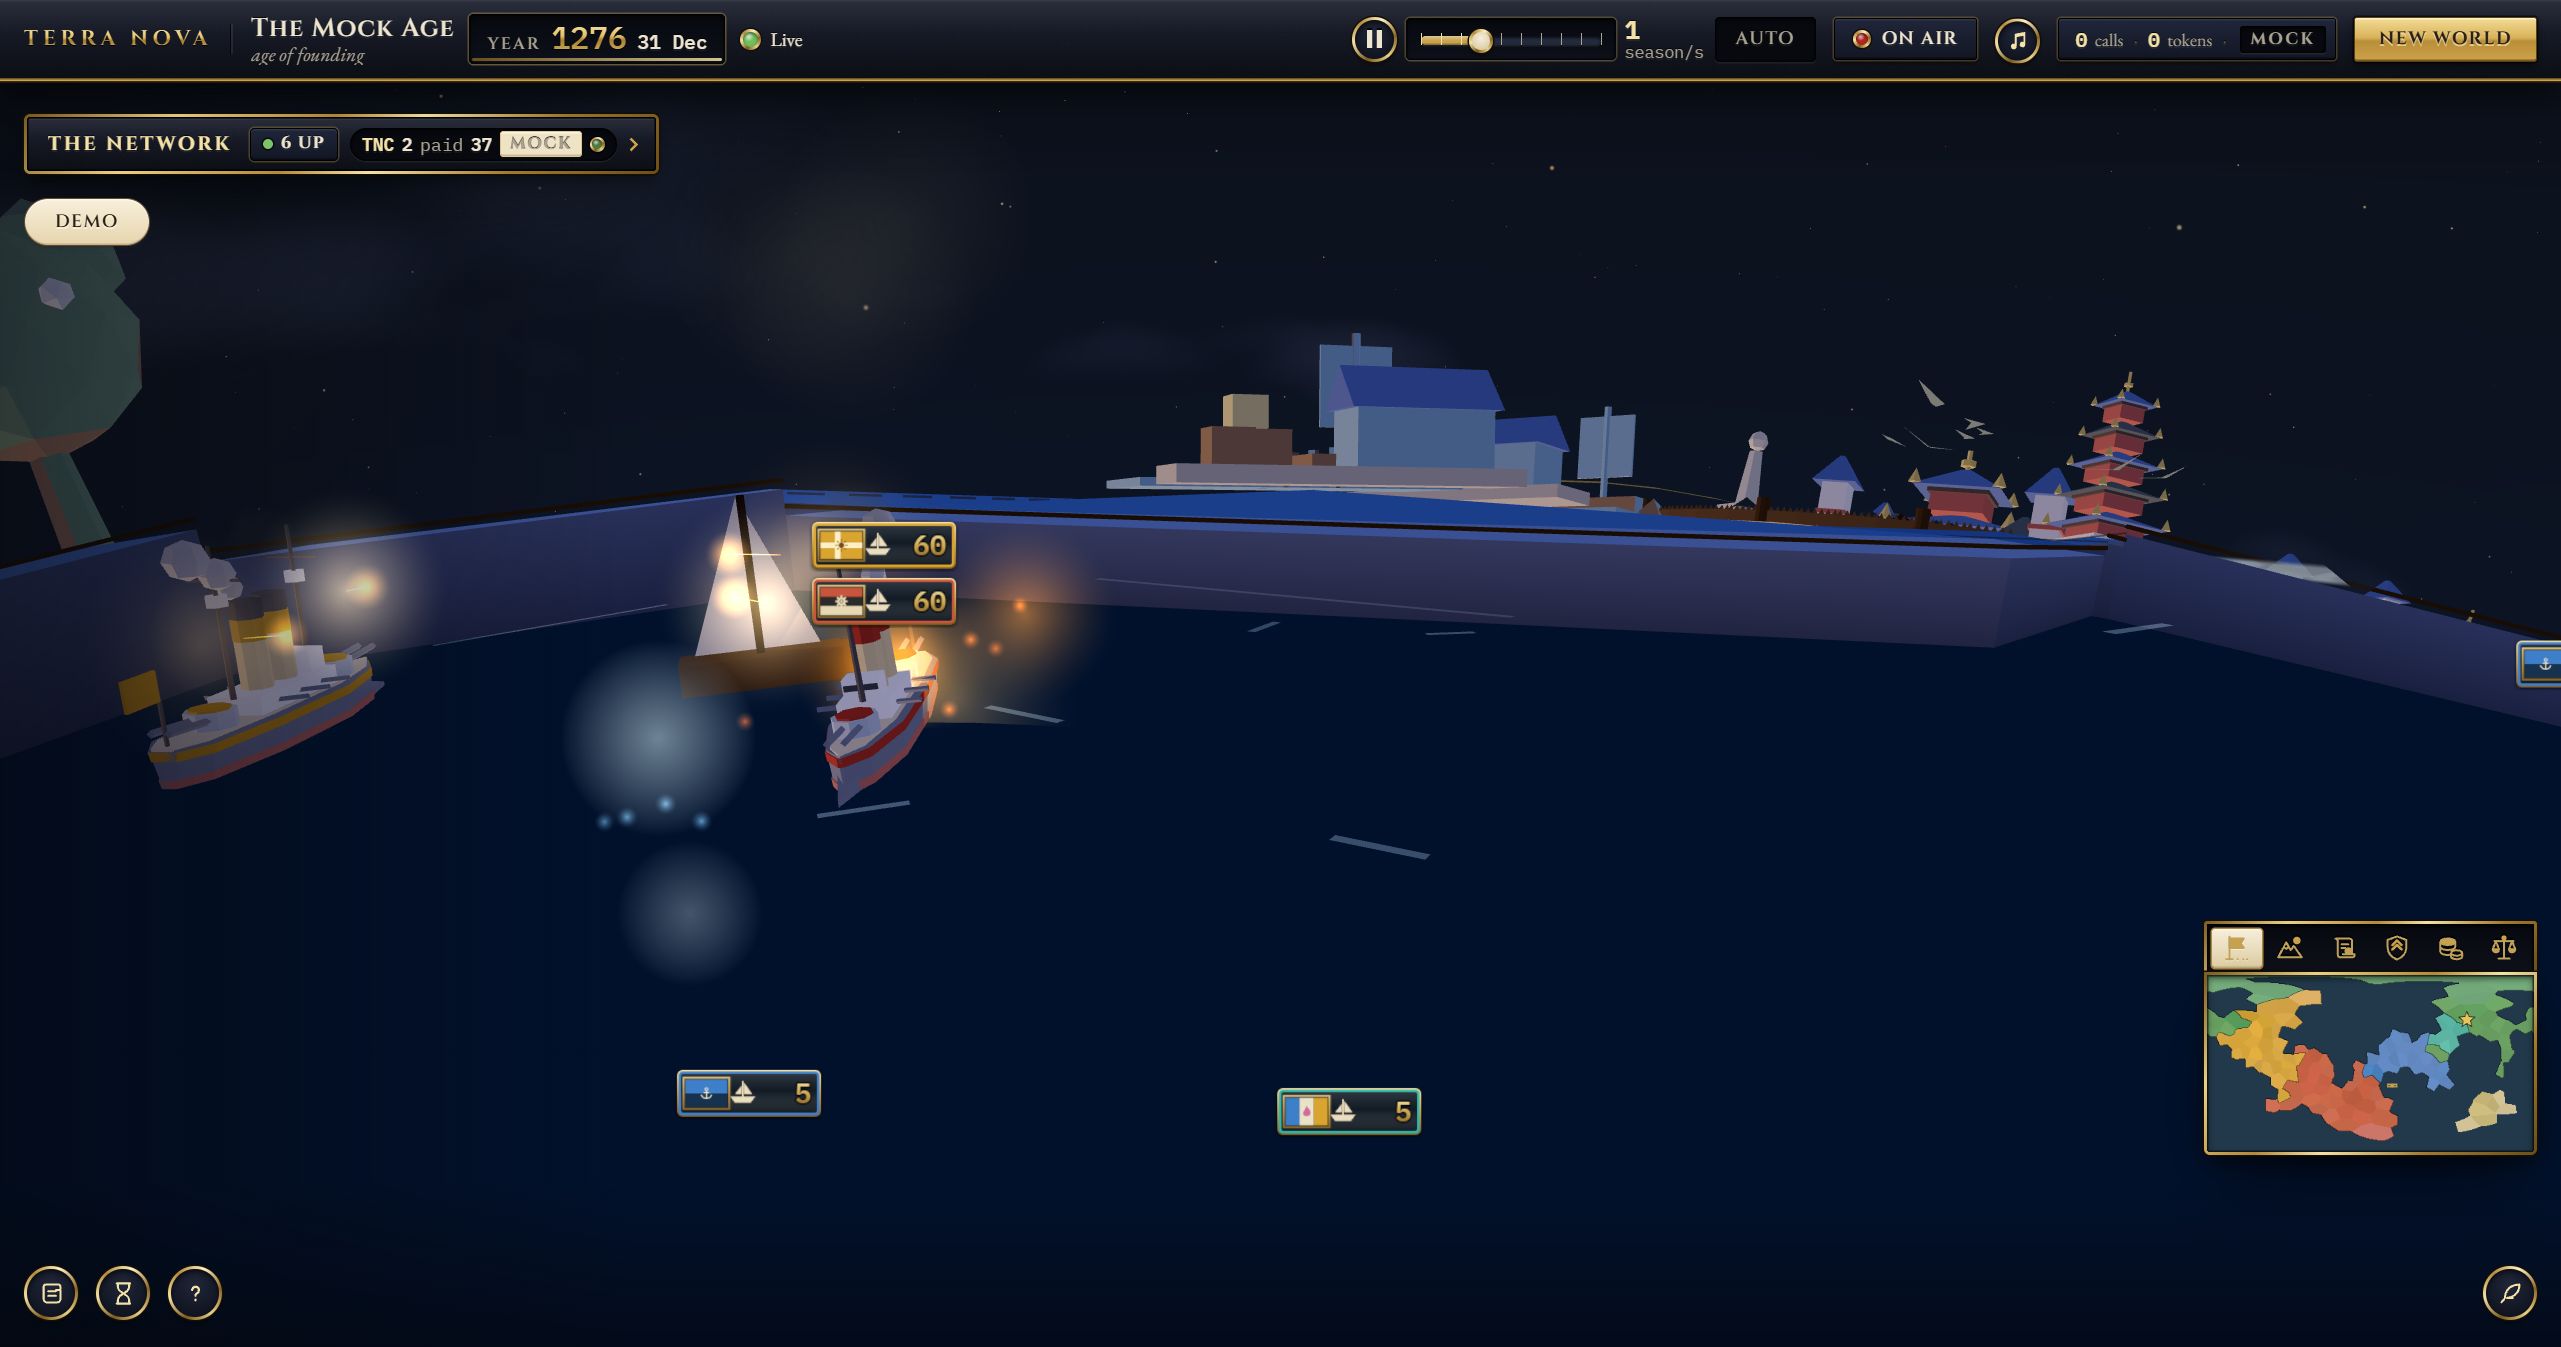 TERRA NOVA
THE MOCK AGE
age of founding
YEAR 1276 31 Dec
Live
1
season/s
AUTO
ON AIR
0 calls · 0 tokens ·
MOCK
NEW WORLD
THE NETWORK
6 UP
TNC 2 paid 37 MOCK
DEMO
60
60
5
5
?